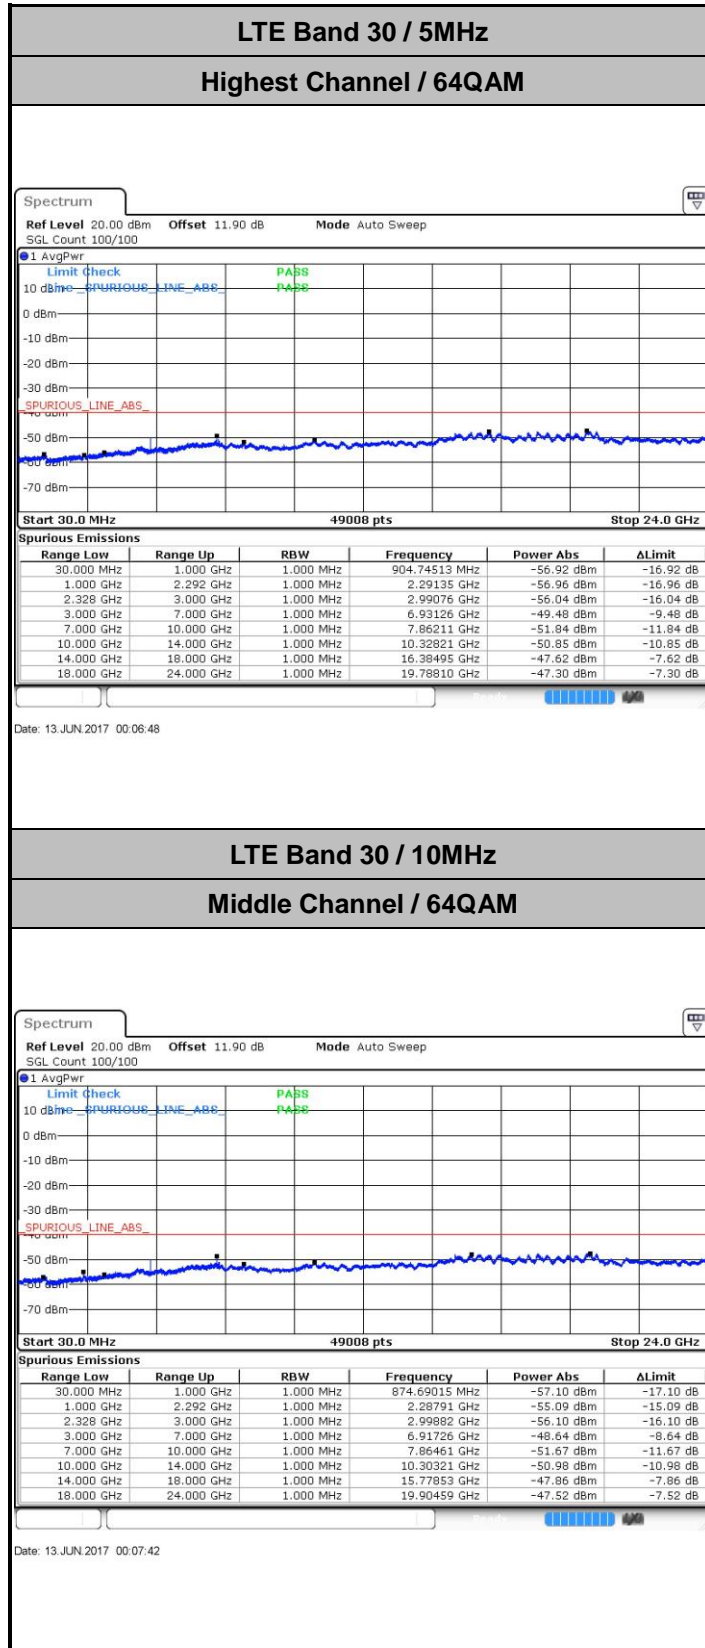 LTE Band 30 / 5MHz
Highest Channel / 64QAM
Spectrum
Ref Level 20.00 dBm Offset 11.90 dB Mode Auto Sweep
SGL Count 100/100
1 AvgPwr
Limit Check PASS
10 dBm Line _SPURIOUS_LINE_ABS_ PASS
0 dBm
-10 dBm
-20 dBm
-30 dBm
_SPURIOUS_LINE_ABS_
-40 dBm
-50 dBm
-60 dBm
-70 dBm
Start 30.0 MHz 49008 pts Stop 24.0 GHz
Spurious Emissions
Range Low Range Up RBW Frequency Power Abs ΔLimit
30.000 MHz 1.000 GHz 1.000 MHz 904.74513 MHz -56.92 dBm -16.92 dB
1.000 GHz 2.292 GHz 1.000 MHz 2.29135 GHz -56.96 dBm -16.96 dB
2.328 GHz 3.000 GHz 1.000 MHz 2.99076 GHz -56.04 dBm -16.04 dB
3.000 GHz 7.000 GHz 1.000 MHz 6.93126 GHz -49.48 dBm -9.48 dB
7.000 GHz 10.000 GHz 1.000 MHz 7.86211 GHz -51.84 dBm -11.84 dB
10.000 GHz 14.000 GHz 1.000 MHz 10.32821 GHz -50.85 dBm -10.85 dB
14.000 GHz 18.000 GHz 1.000 MHz 16.38495 GHz -47.62 dBm -7.62 dB
18.000 GHz 24.000 GHz 1.000 MHz 19.78810 GHz -47.30 dBm -7.30 dB
Ready
Date: 13.JUN.2017 00:06:48
LTE Band 30 / 10MHz
Middle Channel / 64QAM
Spectrum
Ref Level 20.00 dBm Offset 11.90 dB Mode Auto Sweep
SGL Count 100/100
1 AvgPwr
Limit Check PASS
10 dBm Line _SPURIOUS_LINE_ABS_ PASS
0 dBm
-10 dBm
-20 dBm
-30 dBm
_SPURIOUS_LINE_ABS_
-40 dBm
-50 dBm
-60 dBm
-70 dBm
Start 30.0 MHz 49008 pts Stop 24.0 GHz
Spurious Emissions
Range Low Range Up RBW Frequency Power Abs ΔLimit
30.000 MHz 1.000 GHz 1.000 MHz 874.69015 MHz -57.10 dBm -17.10 dB
1.000 GHz 2.292 GHz 1.000 MHz 2.28791 GHz -55.09 dBm -15.09 dB
2.328 GHz 3.000 GHz 1.000 MHz 2.99882 GHz -56.10 dBm -16.10 dB
3.000 GHz 7.000 GHz 1.000 MHz 6.91726 GHz -48.64 dBm -8.64 dB
7.000 GHz 10.000 GHz 1.000 MHz 7.86461 GHz -51.67 dBm -11.67 dB
10.000 GHz 14.000 GHz 1.000 MHz 10.30321 GHz -50.98 dBm -10.98 dB
14.000 GHz 18.000 GHz 1.000 MHz 15.77853 GHz -47.86 dBm -7.86 dB
18.000 GHz 24.000 GHz 1.000 MHz 19.90459 GHz -47.52 dBm -7.52 dB
Ready
Date: 13.JUN.2017 00:07:42